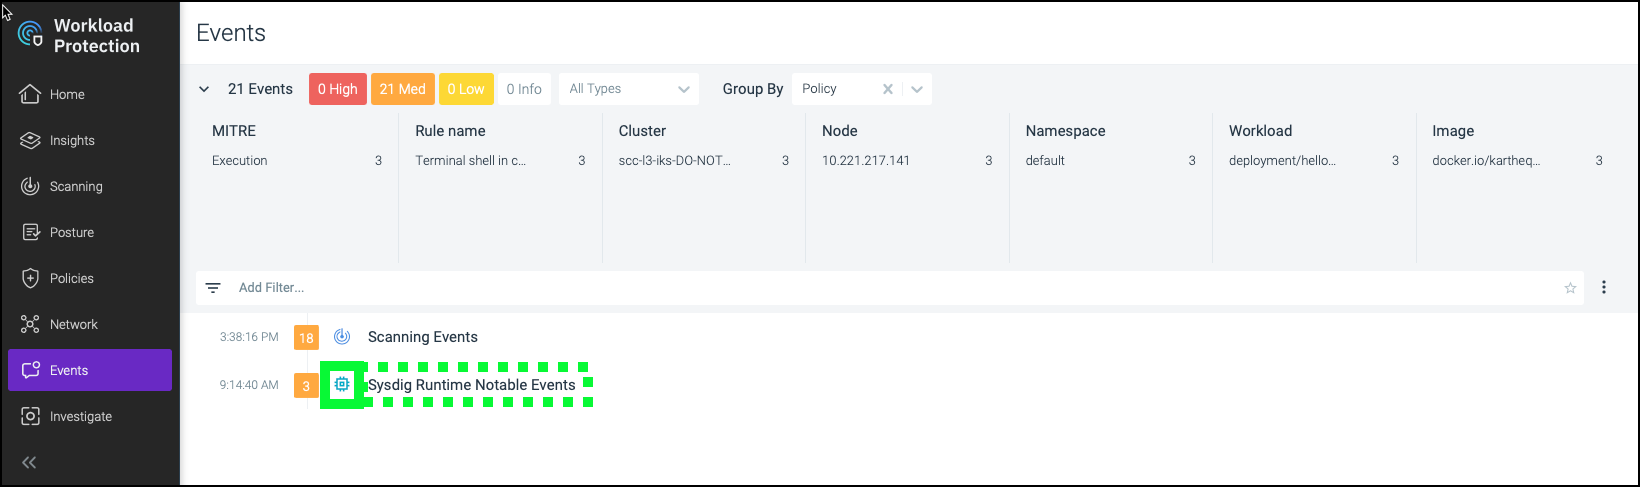 Workload
Protection
Home
Insights
Scanning
Posture
Policies
Network
Events
Investigate
Events
21 Events 0 High 21 Med 0 Low 0 Info All Types Group By Policy
MITRE Rule name Cluster Node Namespace Workload Image
Execution 3 Terminal shell in c... 3 scc-l3-iks-DO-NOT... 3 10.221.217.141 3 default 3 deployment/hello... 3 docker.io/kartheq... 3
Add Filter...
3:38:16 PM 18 Scanning Events
9:14:40 AM 3 Sysdig Runtime Notable Events